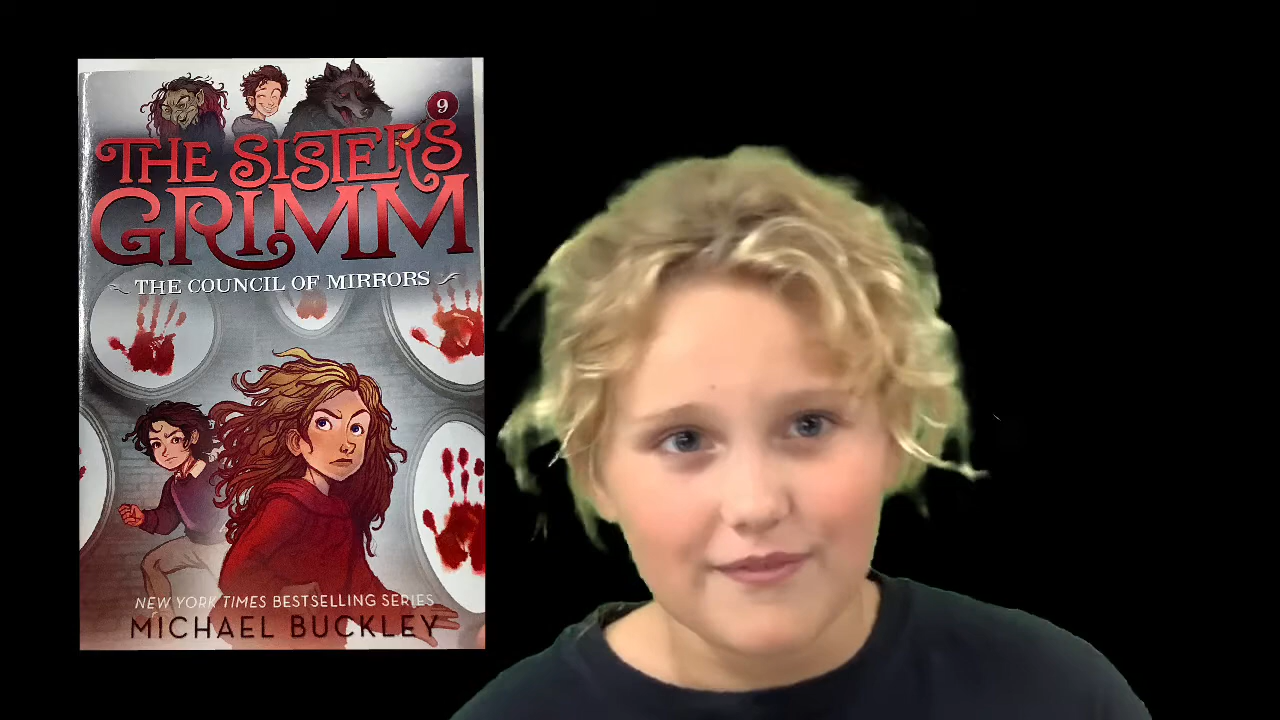 9
THE SISTERS
GRIMM
THE COUNCIL OF MIRRORS
NEW YORK TIMES BESTSELLING SERIES
MICHAEL BUCKLEY